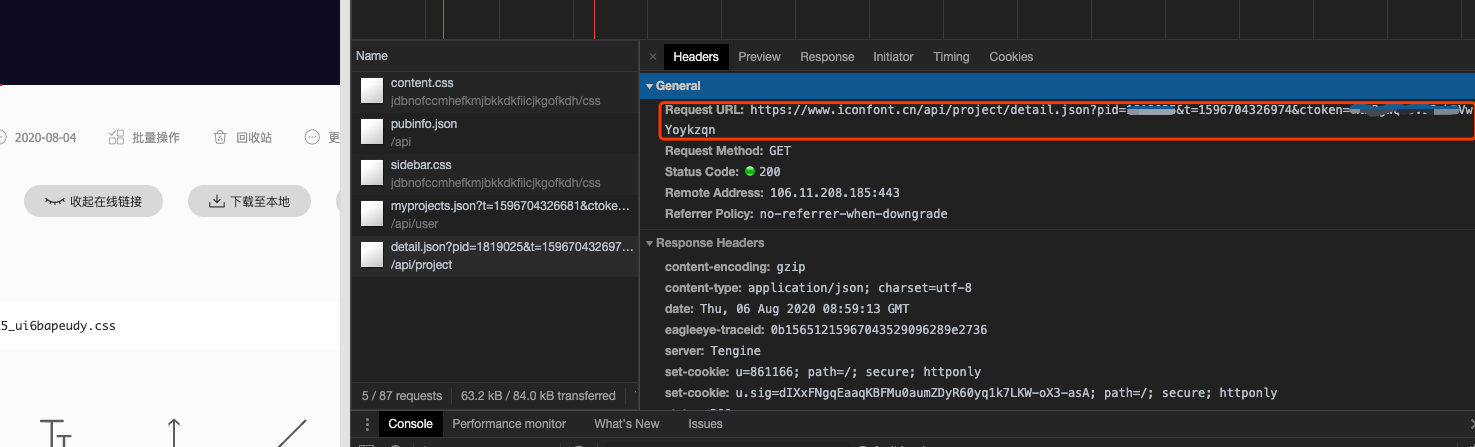 2020-08-04
批量操作
回收站
更
收起在线链接
下载至本地
5_ui6bapeudy.css
Name
content.css
jdbnofccmhefkmjbkkdkfiicjkgofkdh/css
pubinfo.json
/api
sidebar.css
jdbnofccmhefkmjbkkdkfiicjkgofkdh/css
myprojects.json?t=1596704326681&ctoke…
/api/user
detail.json?pid=1819025&t=159670432697…
/api/project
5 / 87 requests
63.2 kB / 84.0 kB transferred
× Headers Preview Response Initiator Timing Cookies
General
Request URL: https://www.iconfont.cn/api/project/detail.json?pid= &t=1596704326974&ctoken= Vw
Yoykzqn
Request Method: GET
Status Code: 200
Remote Address: 106.11.208.185:443
Referrer Policy: no-referrer-when-downgrade
Response Headers
content-encoding: gzip
content-type: application/json; charset=utf-8
date: Thu, 06 Aug 2020 08:59:13 GMT
eagleeye-traceid: 0b15651215967043529096289e2736
server: Tengine
set-cookie: u=861166; path=/; secure; httponly
set-cookie: u.sig=dIXxFNgqEaaqKBFMu0aumZDyR60yq1k7LKW-oX3-asA; path=/; secure; httponly
Console Performance monitor What's New Issues